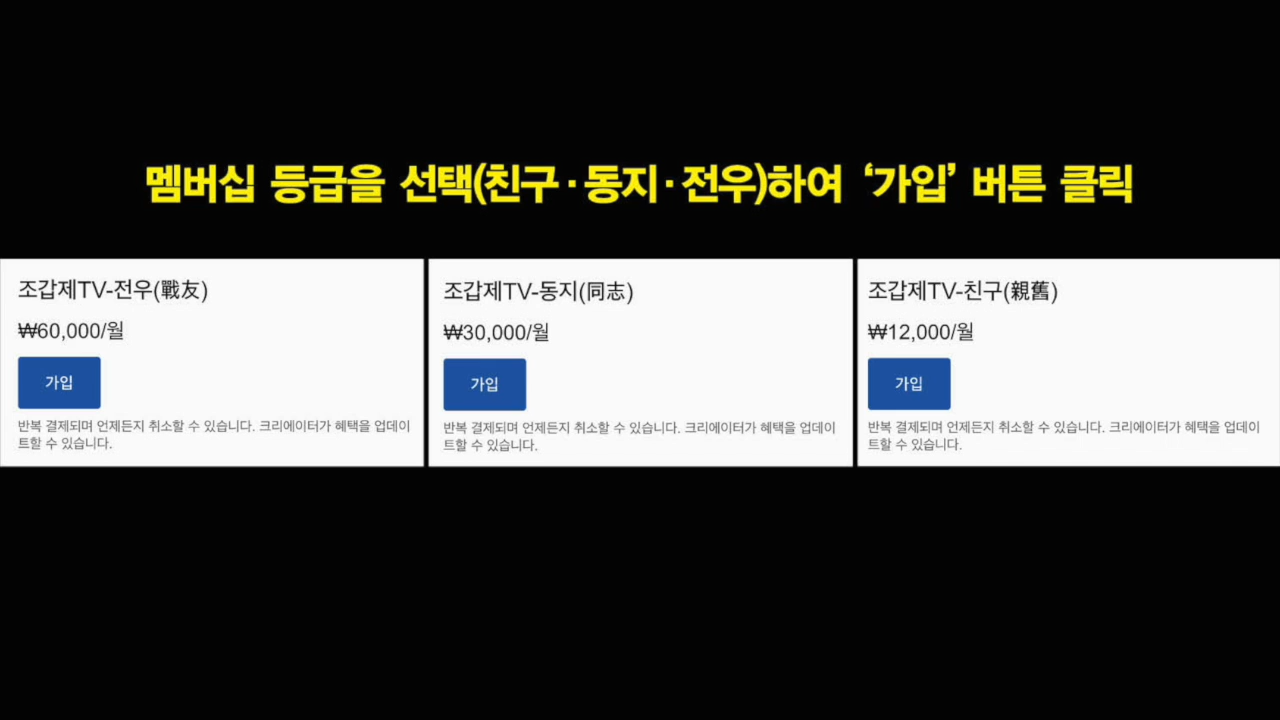 멤버십 등급을 선택(친구·동지·전우)하여 ‘가입’ 버튼 클릭
조갑제TV-전우(戰友)
₩60,000/월
가입
반복 결제되며 언제든지 취소할 수 있습니다. 크리에이터가 혜택을 업데이
트할 수 있습니다.
조갑제TV-동지(同志)
₩30,000/월
가입
반복 결제되며 언제든지 취소할 수 있습니다. 크리에이터가 혜택을 업데이
트할 수 있습니다.
조갑제TV-친구(親舊)
₩12,000/월
가입
반복 결제되며 언제든지 취소할 수 있습니다. 크리에이터가 혜택을 업데이
트할 수 있습니다.